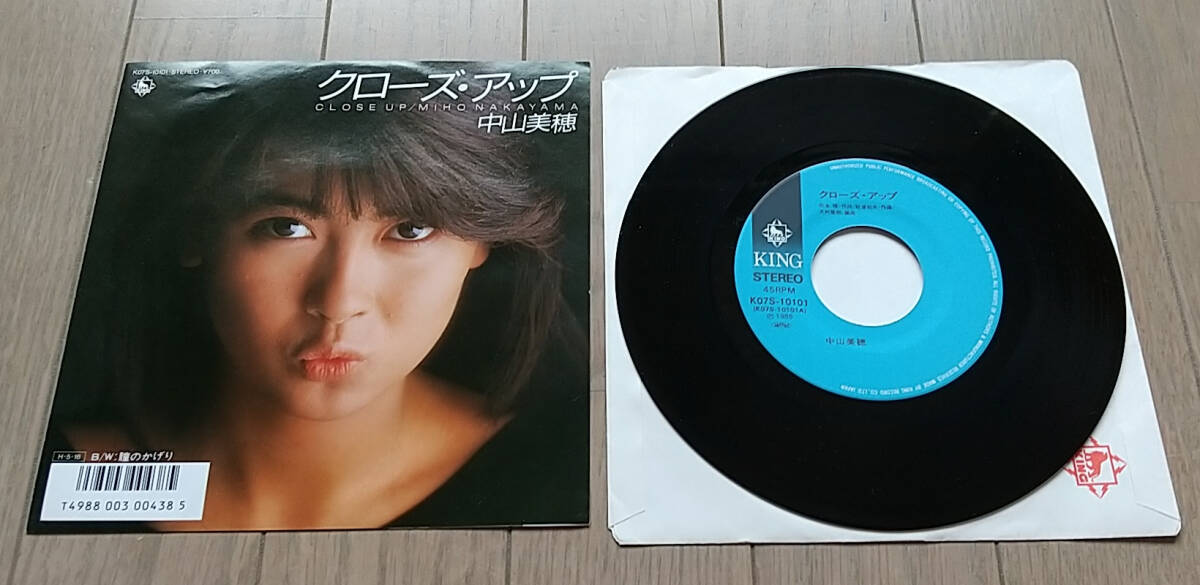 K07S-10101 STEREO ¥700
クローズ・アップ
CLOSE UP/MIHO NAKAYAMA
中山美穂
H-5-18 B/W:瞳のかげり
T4988 003 00438 5
クローズ・アップ
KING
STEREO
45RPM
K07S-10101
(K07S-10101A)
Ⓟ 1985
中山美穂
KING